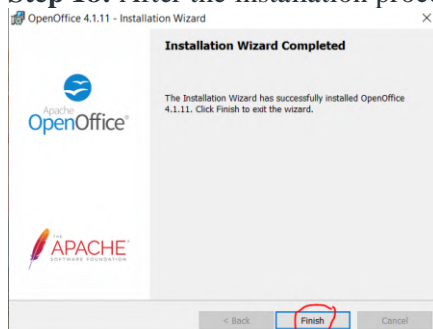 Step 18: After the installation proce
OpenOffice 4.1.11 - Installation Wizard
Installation Wizard Completed
The Installation Wizard has successfully installed OpenOffice
4.1.11. Click Finish to exit the wizard.
Apache
OpenOffice®
THE
APACHE®
SOFTWARE FOUNDATION
< Back
Finish
Cancel